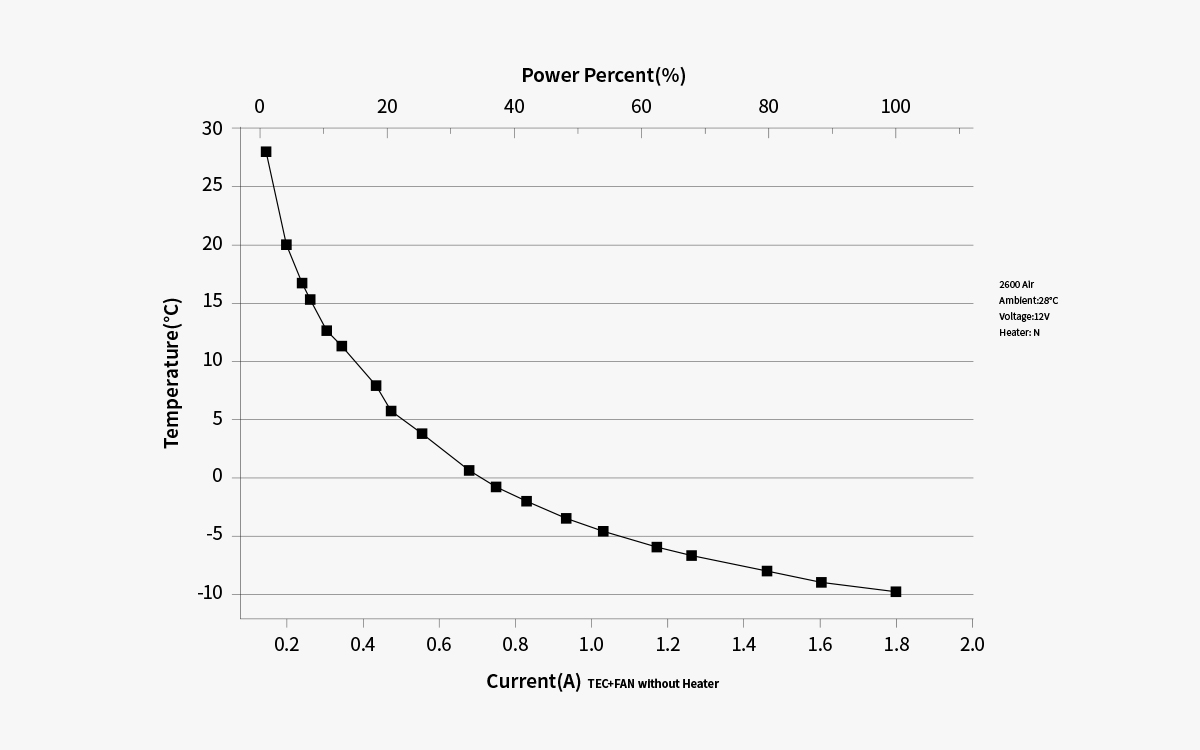 Power Percent(%)
0 20 40 60 80 100
30
25
20
15
10
5
0
-5
-10
Temperature(°C)
2600 Air
Ambient:28°C
Voltage:12V
Heater: N
0.2 0.4 0.6 0.8 1.0 1.2 1.4 1.6 1.8 2.0
Current(A) TEC+FAN without Heater